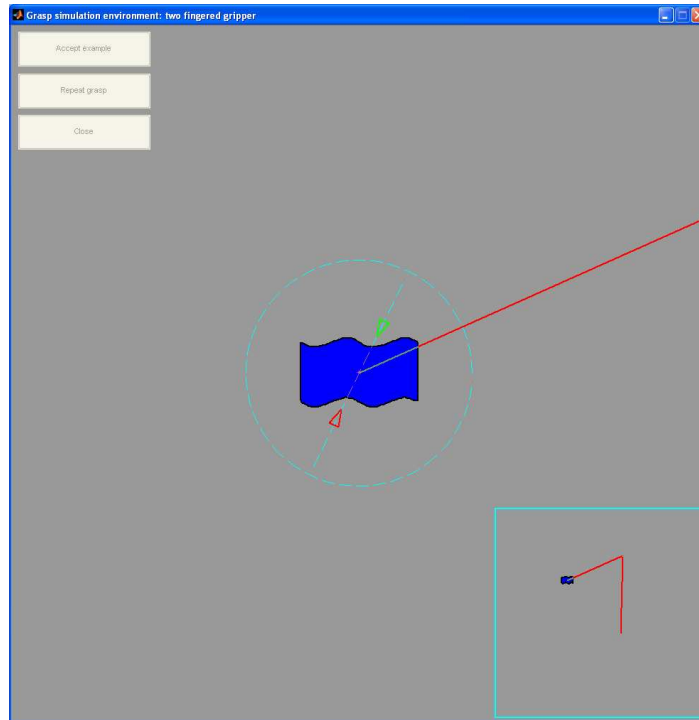 Grasp simulation environment: two fingered gripper
Accept example
Repeat grasp
Close